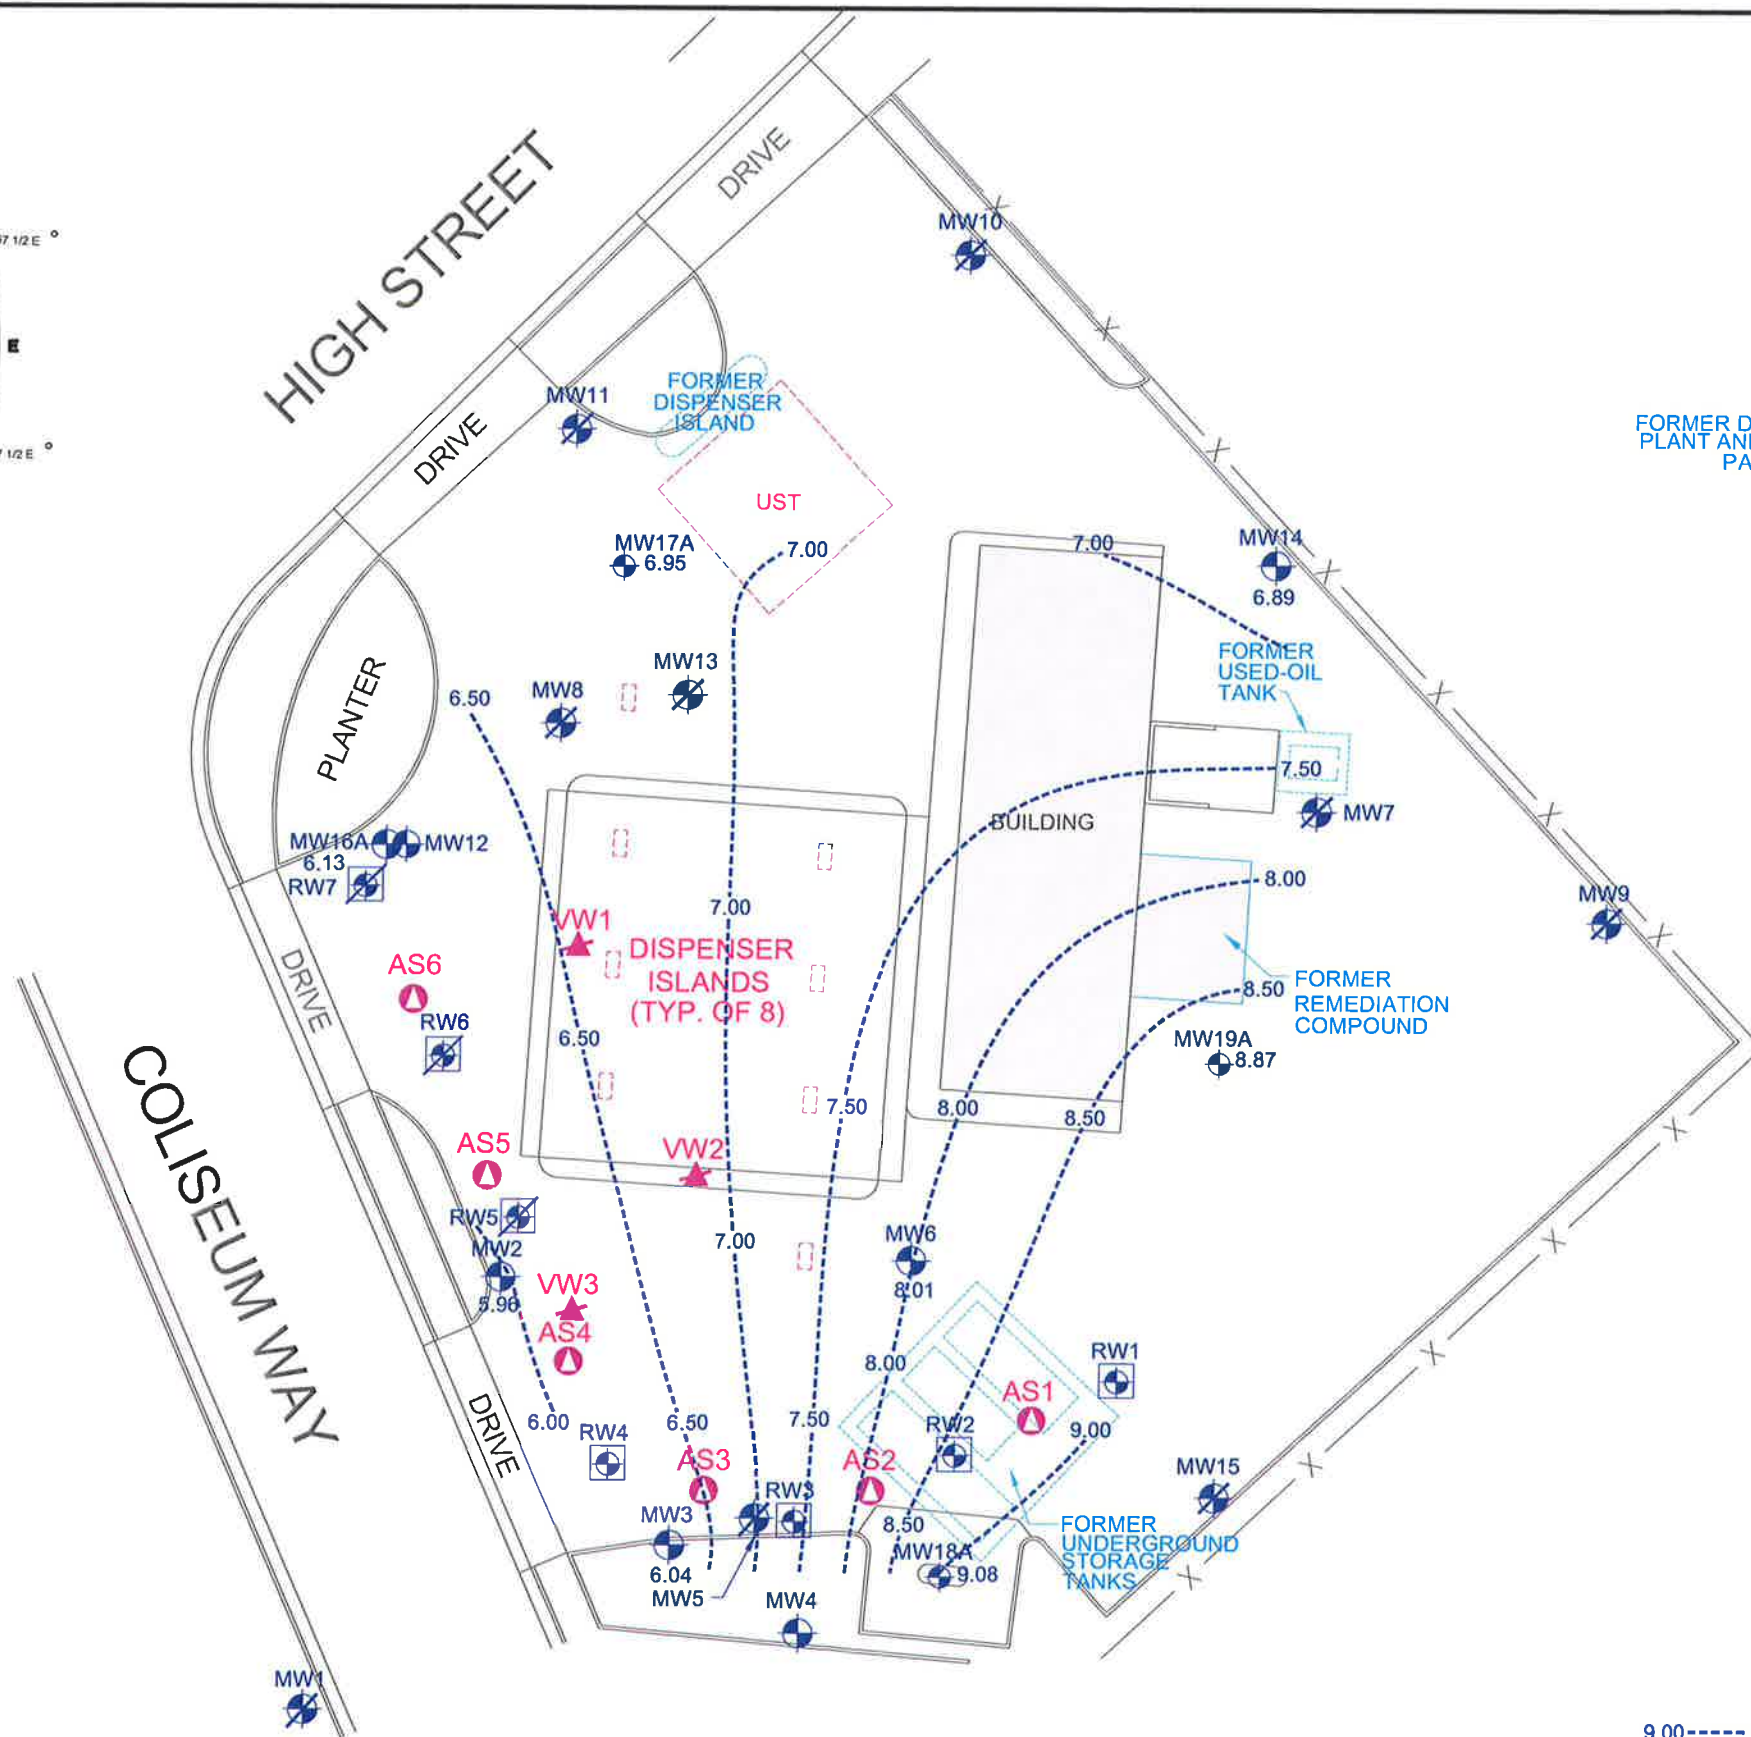 HIGH STREET
DRIVE
MW10
7 1/2 E °
E
7 1/2 E °
FORMER
DISPENSER
ISLAND
MW11
DRIVE
FORMER D
PLANT AN
PA
UST
MW17A
6.95
7.00
7.00
MW14
6.89
FORMER
USED-OIL
TANK
MW13
MW8
6.50
PLANTER
7.50
MW7
BUILDING
MW16A
6.13
MW12
RW7
8.00
MW9
7.00
VW1
DISPENSER
ISLANDS
(TYP. OF 8)
AS6
DRIVE
FORMER
REMEDIATION
COMPOUND
8.50
RW6
6.50
MW19A
8.87
COLISEUM WAY
7.50
8.00
8.50
AS5
VW2
RW5
7.00
MW6
8.01
MW2
5.96
VW3
AS4
8.00
RW1
AS1
DRIVE
6.00
RW4
6.50
7.50
RW2
9.00
AS3
AS2
MW15
RW3
MW3
6.04
MW5
8.50
FORMER
UNDERGROUND
STORAGE
TANKS
MW18A
9.08
MW4
MW1
9.00